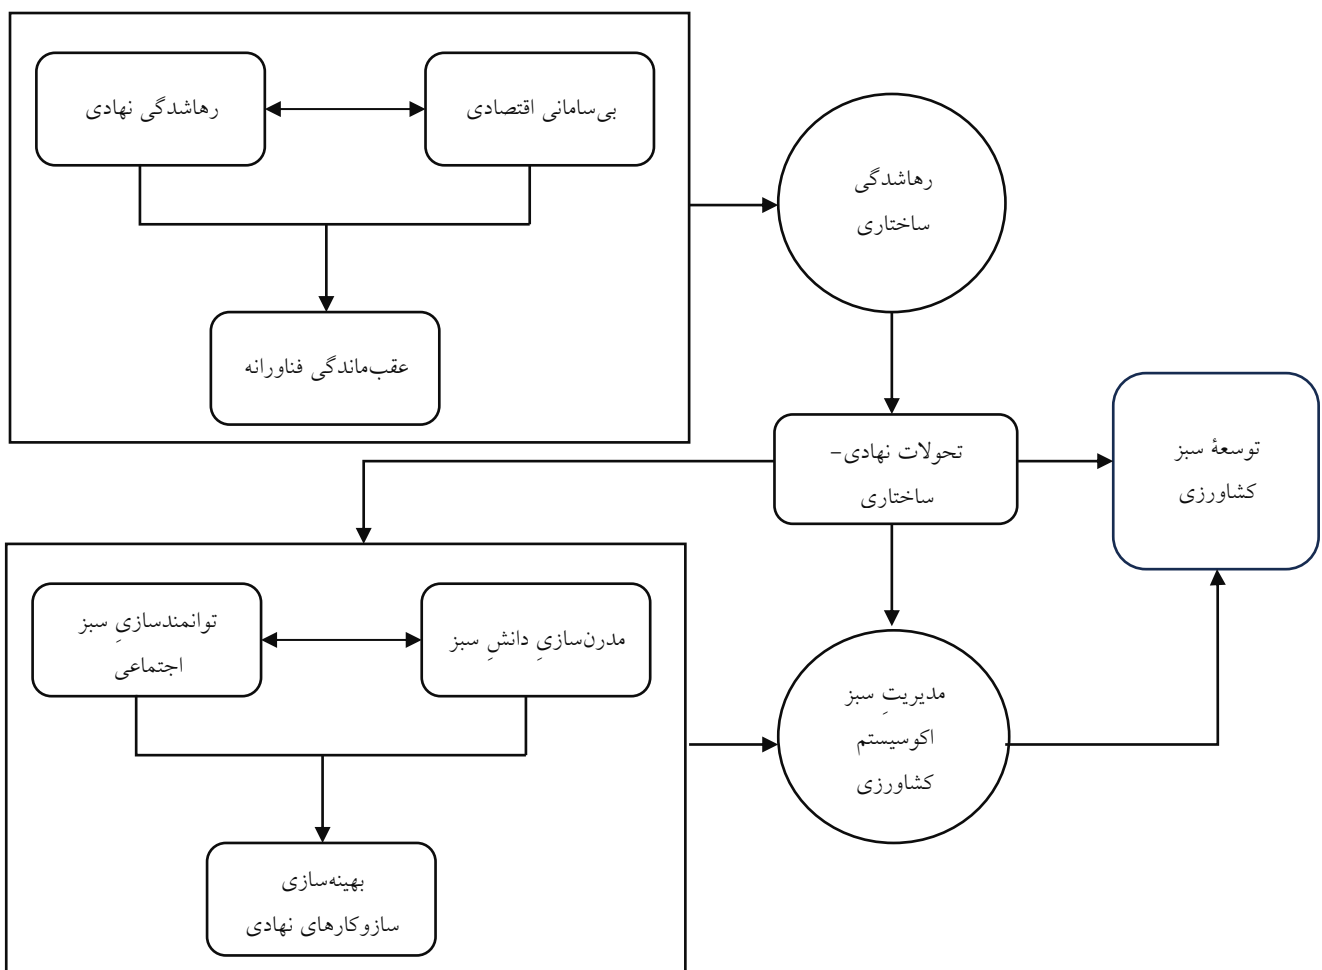 بی‌سامانی اقتصادی
رهاشدگی نهادی
عقب‌ماندگی فناورانه
رهاشدگی
ساختاری
تحولات نهادی-
ساختاری
توسعهٔ سبز
کشاورزی
مدرن‌سازیِ دانشِ سبز
توانمندسازیِ سبز
اجتماعی
بهینه‌سازی
سازوکارهای نهادی
مدیریتِ سبز
اکوسیستم
کشاورزی